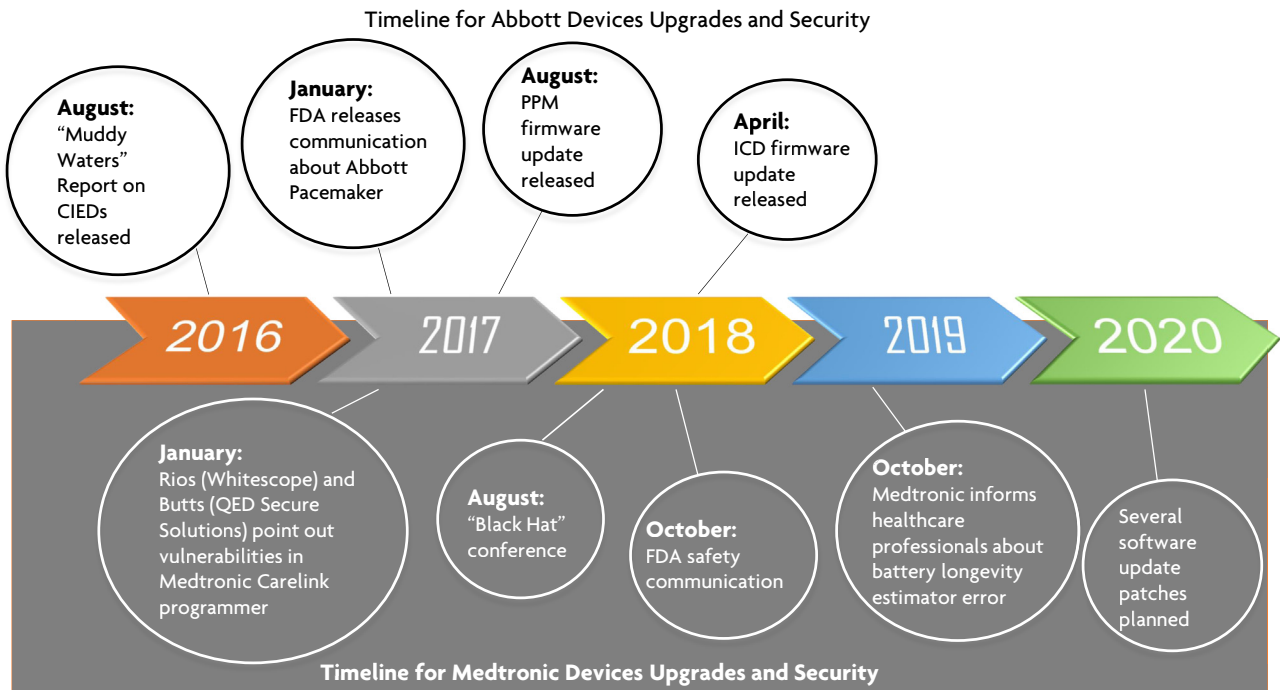 Timeline for Abbott Devices Upgrades and Security
August:
“Muddy
Waters”
Report on
CIEDs
released
January:
FDA releases
communication
about Abbott
Pacemaker
August:
PPM
firmware
update
released
April:
ICD firmware
update
released
2016
2017
2018
2019
2020
January:
Rios (Whitescope) and
Butts (QED Secure
Solutions) point out
vulnerabilities in
Medtronic Carelink
programmer
August:
“Black Hat”
conference
October:
FDA safety
communication
October:
Medtronic informs
healthcare
professionals about
battery longevity
estimator error
Several
software
update
patches
planned
Timeline for Medtronic Devices Upgrades and Security